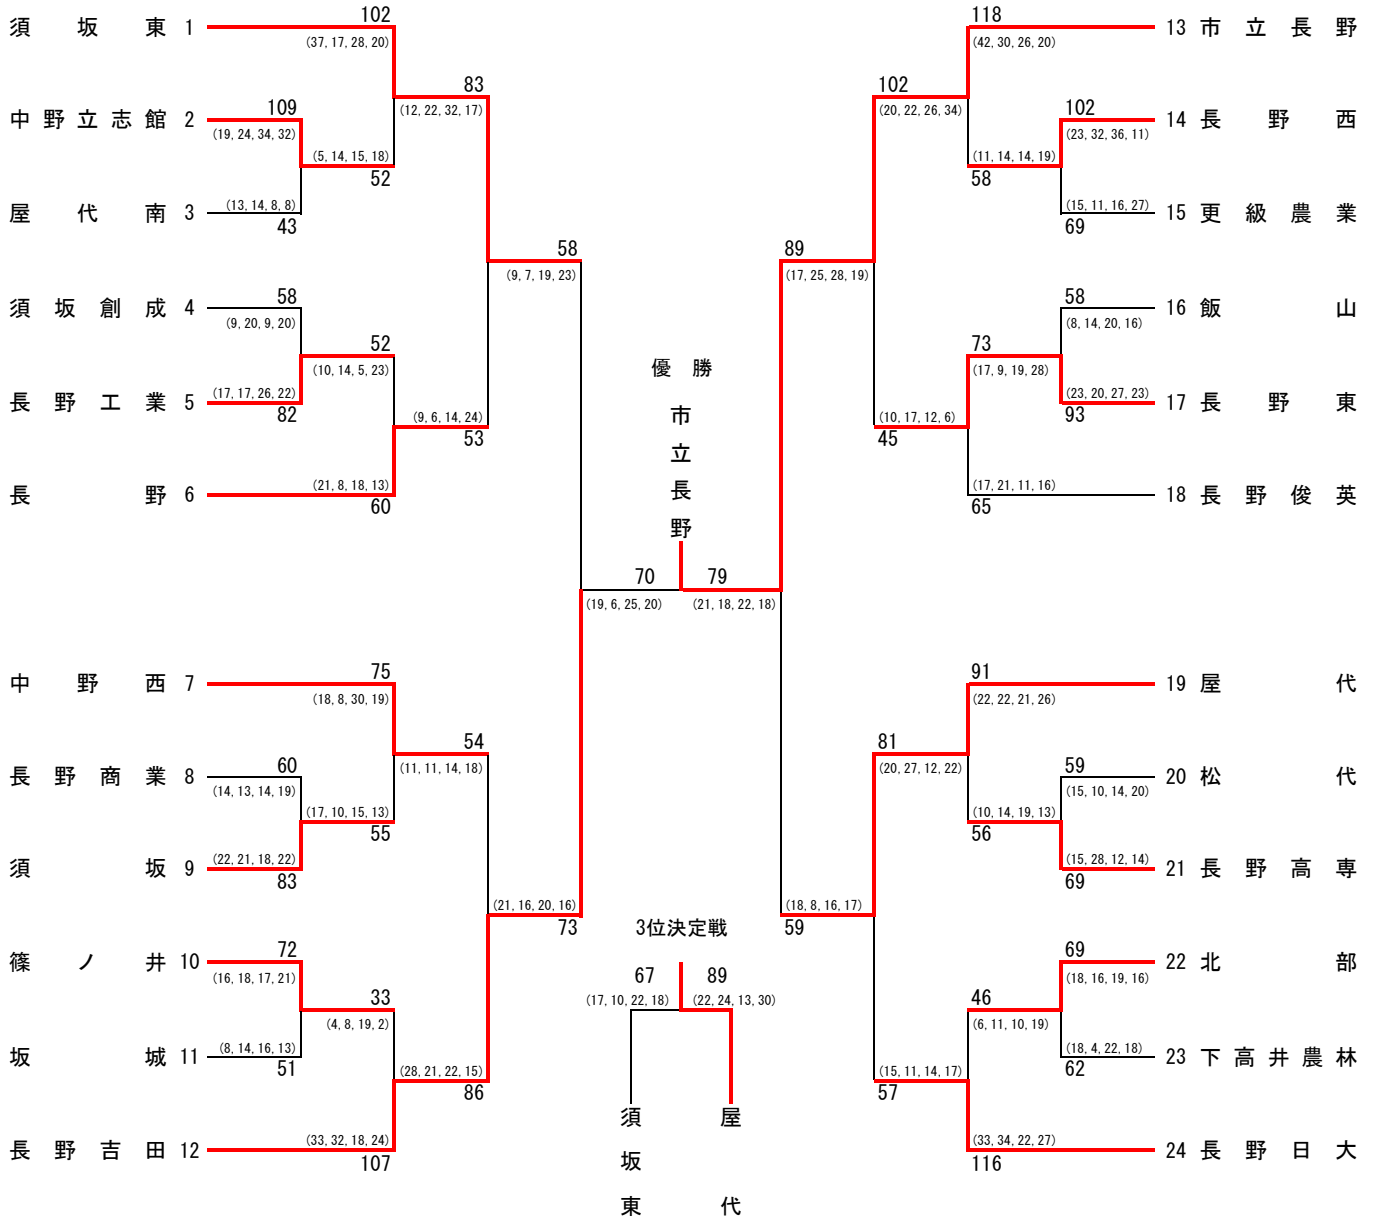 須坂東 1 102
(37, 17, 28, 20)
中野立志館 2 109
(19, 24, 34, 32)
屋代南 3 (13, 14, 8, 8)
43
(5, 14, 15, 18)
52
83
(12, 22, 32, 17)
須坂創成 4 58
(9, 20, 9, 20)
長野工業 5 (17, 17, 26, 22)
82
52
(10, 14, 5, 23)
長野 6 (21, 8, 18, 13)
60
(9, 6, 14, 24)
53
58
(9, 7, 19, 23)
中野西 7 75
(18, 8, 30, 19)
長野商業 8 60
(14, 13, 14, 19)
須坂 9 (22, 21, 18, 22)
83
(17, 10, 15, 13)
55
54
(11, 11, 14, 18)
篠ノ井 10 72
(16, 18, 17, 21)
坂城 11 (8, 14, 16, 13)
51
33
(4, 8, 19, 2)
長野吉田 12 (33, 32, 18, 24)
107
(28, 21, 22, 15)
86
(21, 16, 20, 16)
73
優勝
市立長野
70
(19, 6, 25, 20)
79
(21, 18, 22, 18)
3位決定戦
67
(17, 10, 22, 18)
89
(22, 24, 13, 30)
須坂東
屋代
118 13 市立長野
(42, 30, 26, 20)
102 14 長野西
(23, 32, 36, 11)
(15, 11, 16, 27) 15 更級農業
69
(11, 14, 14, 19)
58
102
(20, 22, 26, 34)
58 16 飯山
(8, 14, 20, 16)
(23, 20, 27, 23) 17 長野東
93
73
(17, 9, 19, 28)
(17, 21, 11, 16) 18 長野俊英
65
(10, 17, 12, 6)
45
89
(17, 25, 28, 19)
91 19 屋代
(22, 22, 21, 26)
59 20 松代
(15, 10, 14, 20)
(15, 28, 12, 14) 21 長野高専
69
(10, 14, 19, 13)
56
81
(20, 27, 12, 22)
69 22 北部
(18, 16, 19, 16)
(18, 4, 22, 18) 23 下高井農林
62
46
(6, 11, 10, 19)
(33, 34, 22, 27) 24 長野日大
116
(15, 11, 14, 17)
57
(18, 8, 16, 17)
59